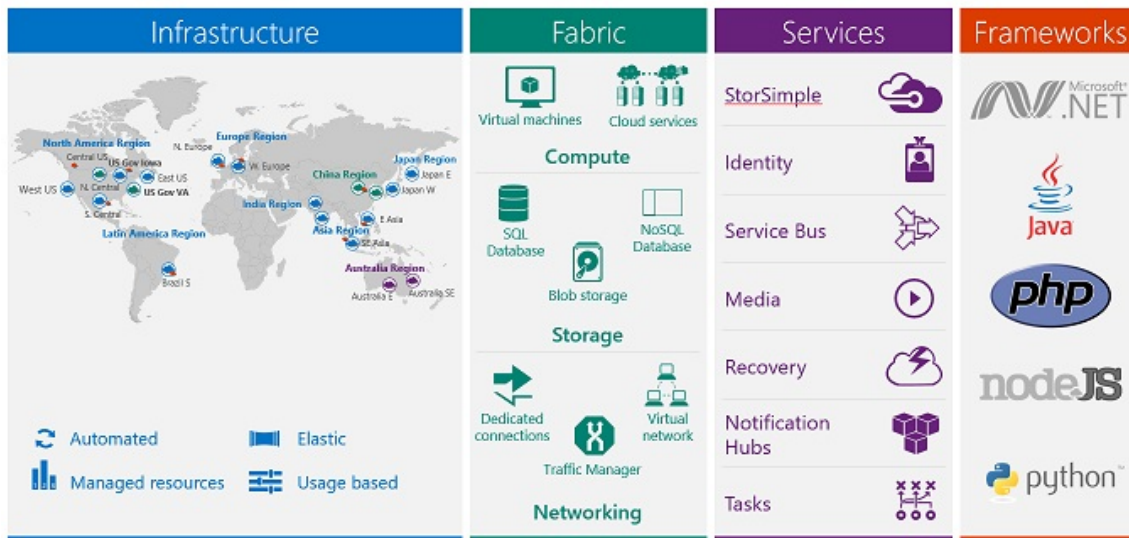 Infrastructure
North America Region
Central US
US Gov Iowa
West US
N. Central
East US
US Gov VA
S. Central
Latin America Region
Brazil S
N. Europe
Europe Region
W. Europe
China Region
Japan Region
Japan E
Japan W
India Region
E Asia
Asia Region
SE Asia
Australia Region
Australia E
Australia SE
Automated
Elastic
Managed resources
Usage based
Fabric
Virtual machines
Cloud services
Compute
SQL
Database
NoSQL
Database
Blob storage
Storage
Dedicated
connections
Virtual
network
Traffic Manager
Networking
Services
StorSimple
Identity
Service Bus
Media
Recovery
Notification
Hubs
Tasks
Frameworks
Microsoft®
.NET
Java
php
nodeJS
python™